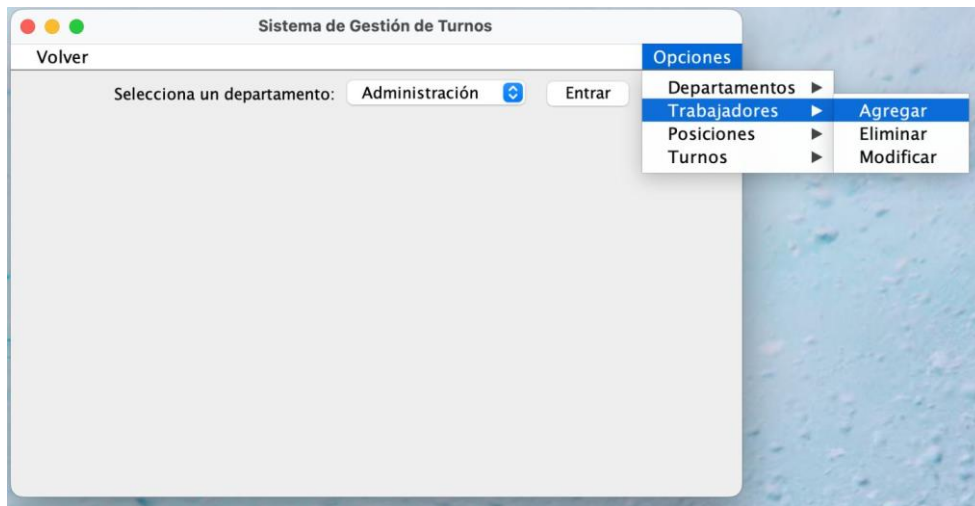 Sistema de Gestión de Turnos
Volver
Opciones
Selecciona un departamento:
Administración
Entrar
Departamentos
Trabajadores
Posiciones
Turnos
Agregar
Eliminar
Modificar